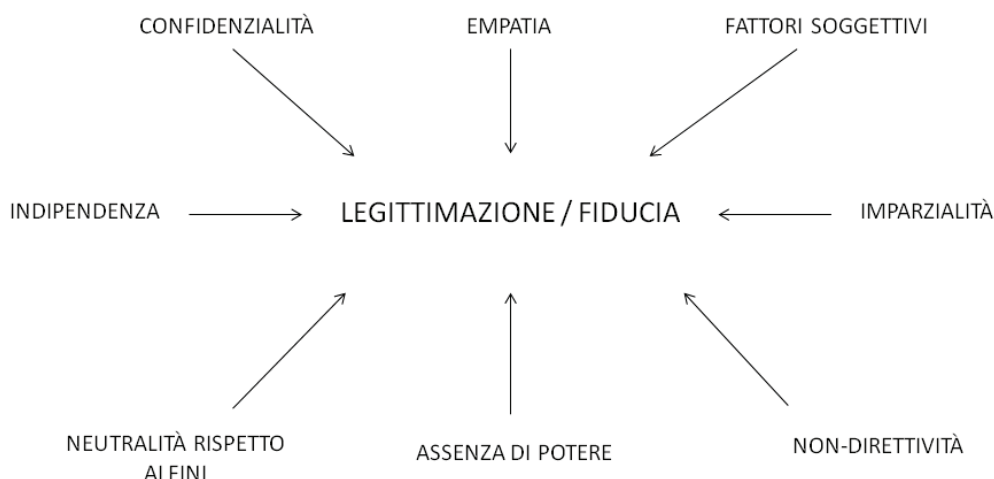 CONFIDENZIALITÀ EMPATIA FATTORI SOGGETTIVI
INDIPENDENZA LEGITTIMAZIONE / FIDUCIA IMPARZIALITÀ
NEUTRALITÀ RISPETTO
AI FINI
ASSENZA DI POTERE
NON-DIRETTIVITÀ